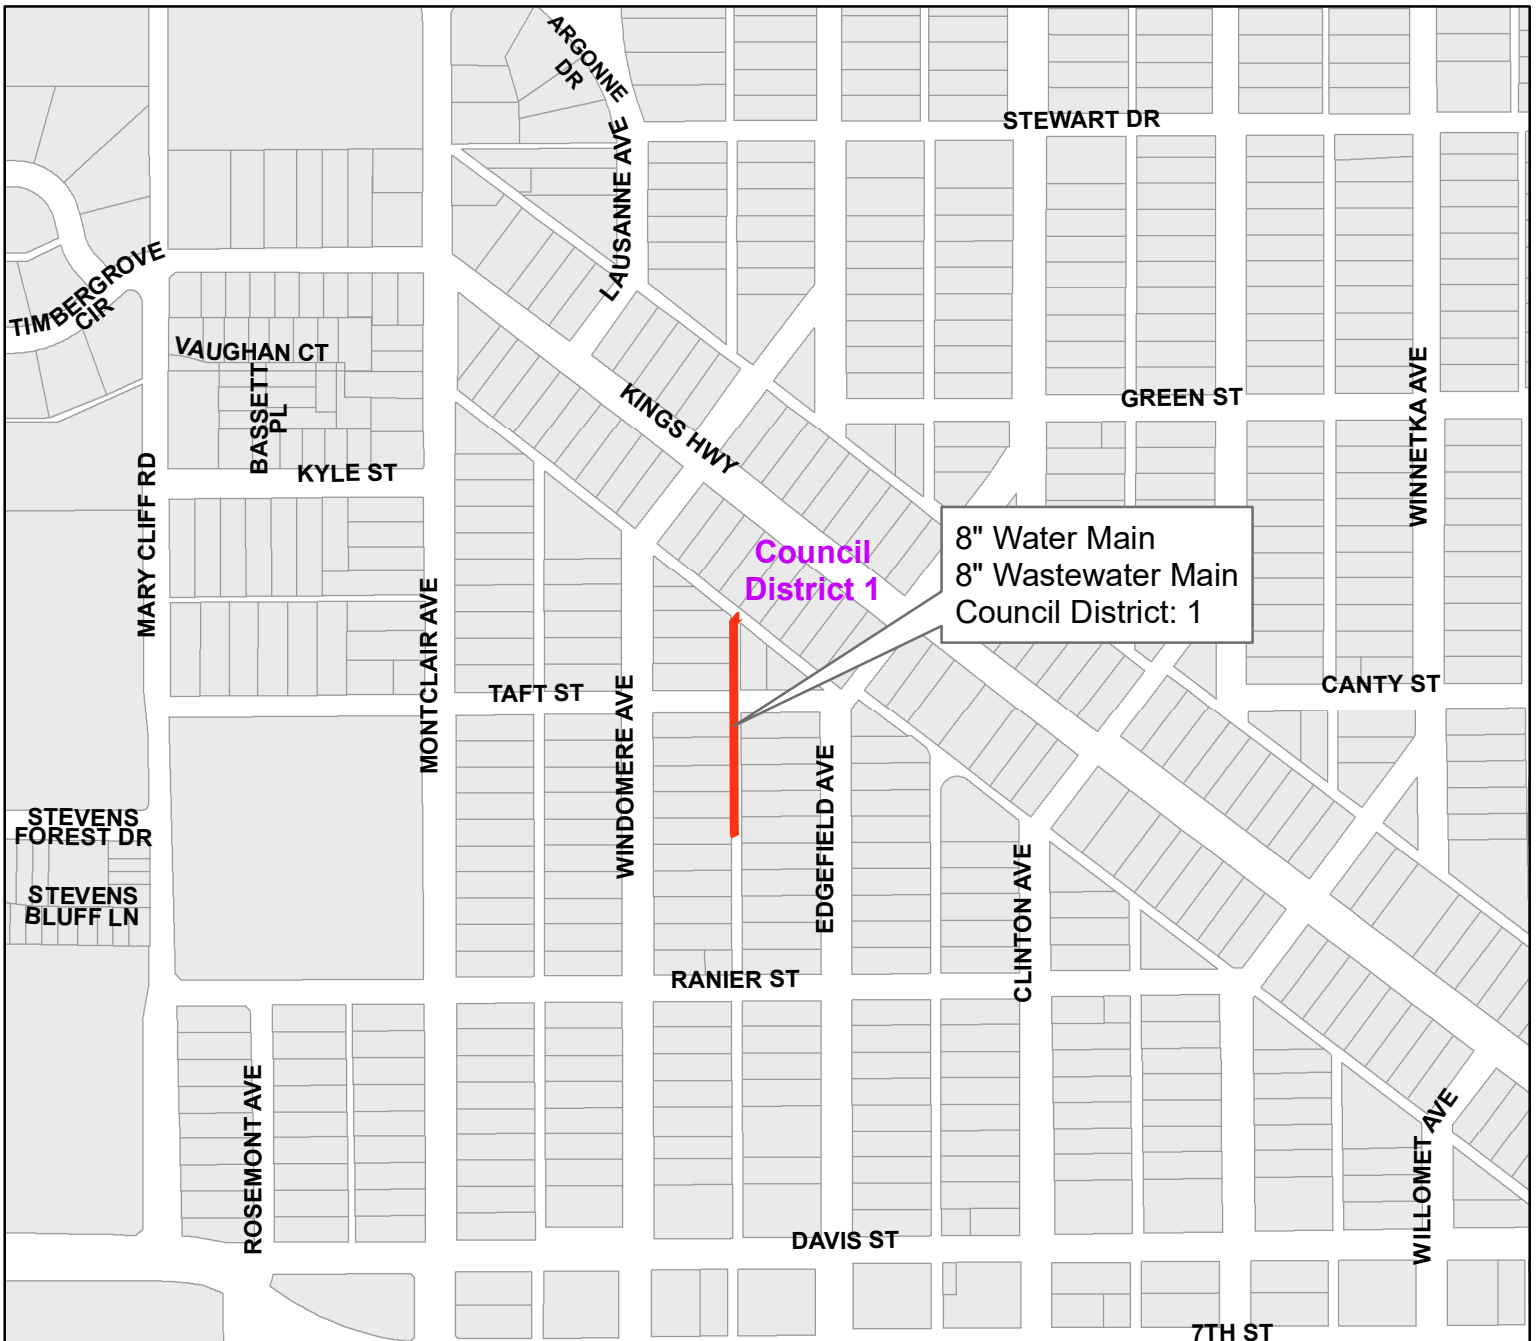 ARGONNE
DR
STEWART DR
LAUSANNE AVE
TIMBERGROVE
CIR
VAUGHAN CT
BASSETT
PL
KYLE ST
KINGS HWY
GREEN ST
WINNETKA AVE
MARY CLIFF RD
Council
District 1
8" Water Main
8" Wastewater Main
Council District: 1
MONTCLAIR AVE
TAFT ST
WINDOMERE AVE
CANTY ST
EDGEFIELD AVE
STEVENS
FOREST DR
STEVENS
BLUFF LN
CLINTON AVE
RANIER ST
ROSEMONT AVE
WILLOMET AVE
DAVIS ST
7TH ST